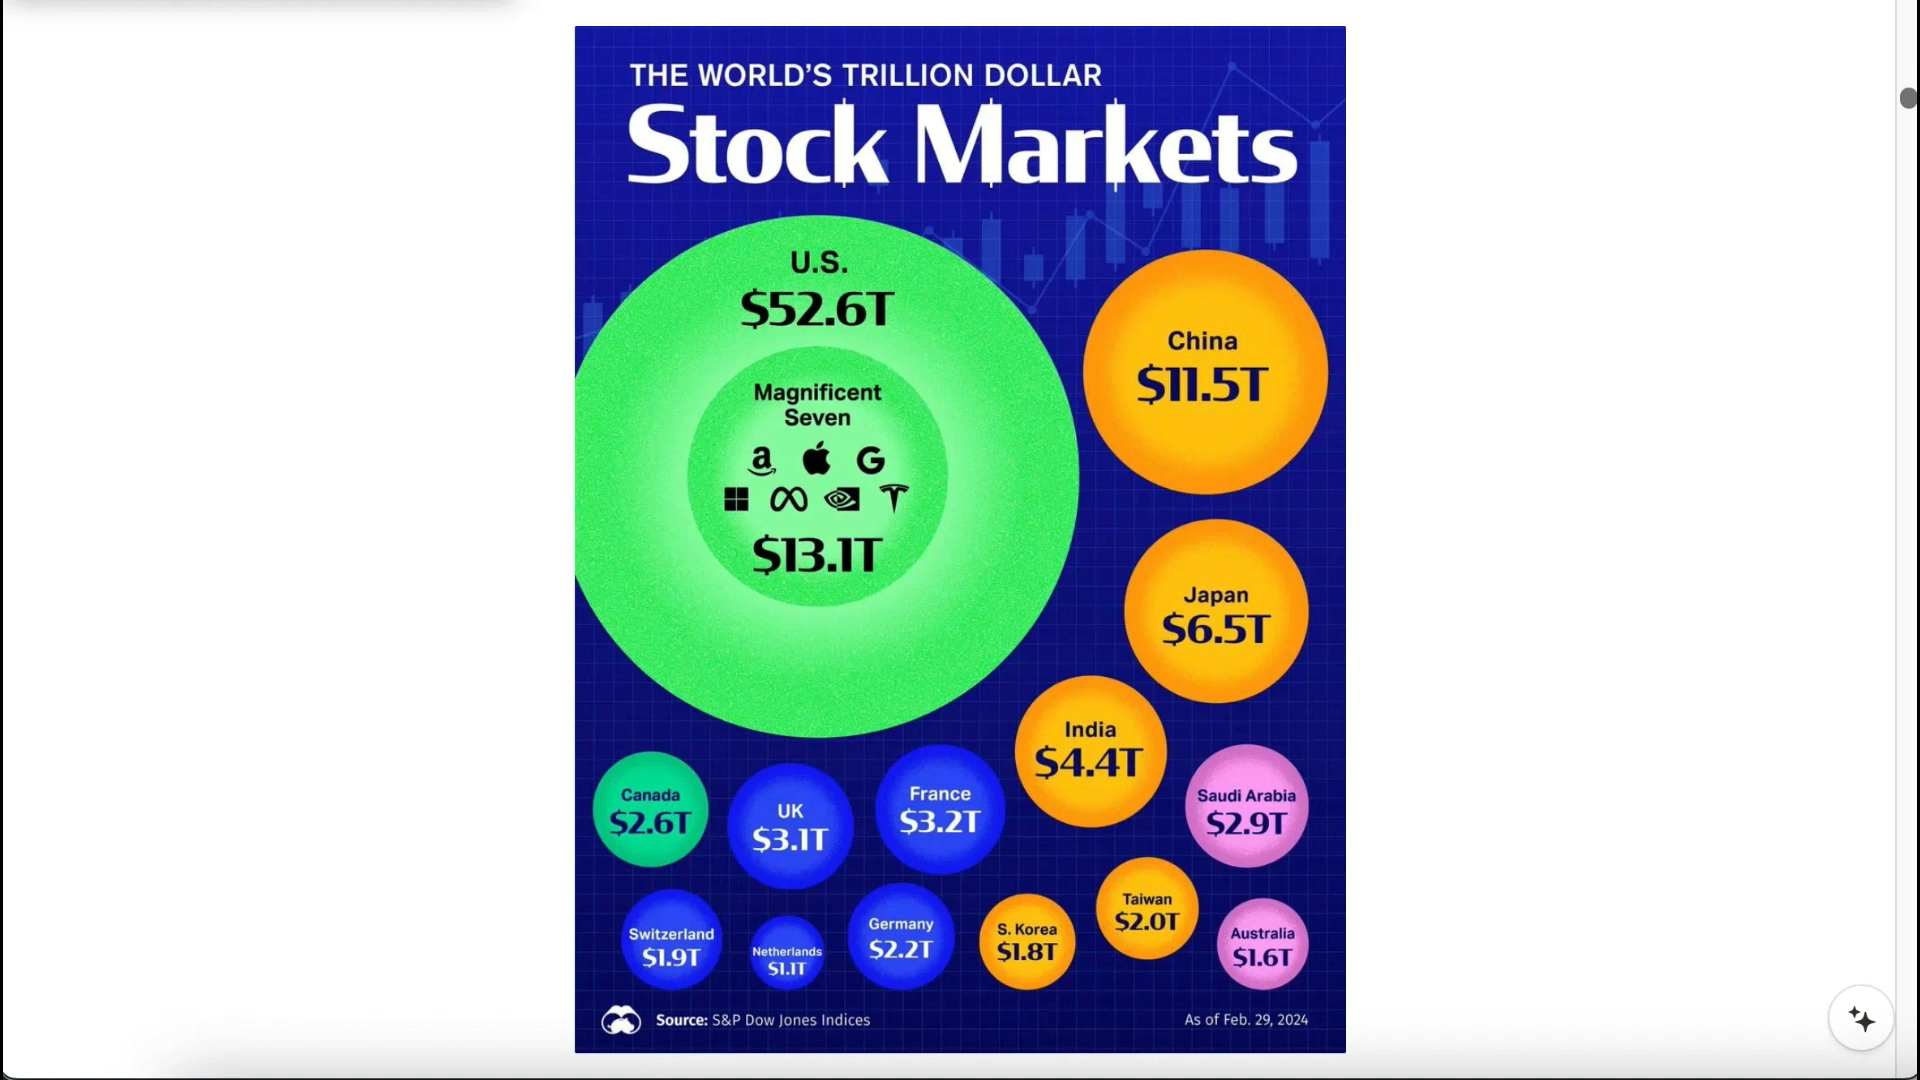 THE WORLD'S TRILLION DOLLAR
Stock Markets
U.S.
$52.6T
Magnificent
Seven
$13.1T
China
$11.5T
Japan
$6.5T
India
$4.4T
Canada
$2.6T
UK
$3.1T
France
$3.2T
Saudi Arabia
$2.9T
Switzerland
$1.9T
Netherlands
$1.1T
Germany
$2.2T
S. Korea
$1.8T
Taiwan
$2.0T
Australia
$1.6T
Source: S&P Dow Jones Indices
As of Feb. 29, 2024